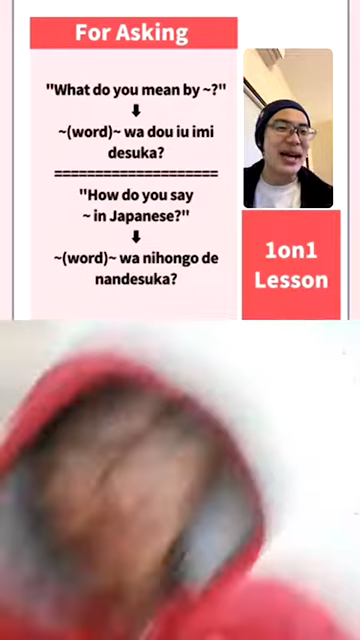 For Asking
"What do you mean by ~?"
⬇
~(word)~ wa dou iu imi
desuka?
====================
"How do you say
~ in Japanese?"
⬇
~(word)~ wa nihongo de
nandesuka?
1on1
Lesson